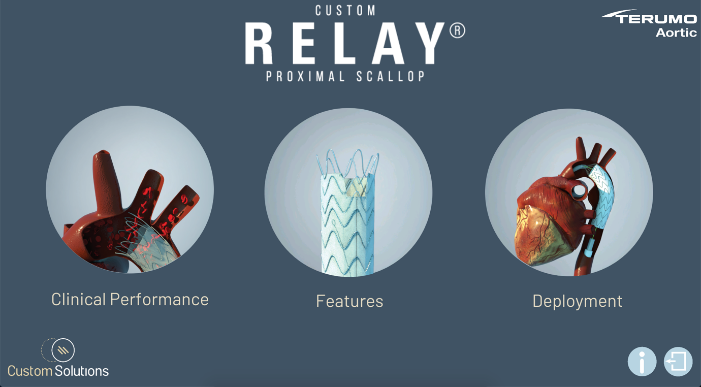 CUSTOM
RELAY®
PROXIMAL SCALLOP
TERUMO
Aortic
Clinical Performance
Features
Deployment
Custom Solutions